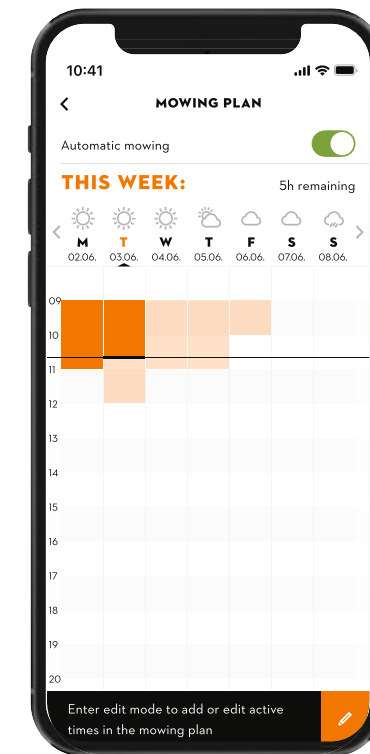 10:41
MOWING PLAN
Automatic mowing
THIS WEEK: 5h remaining
M T W T F S S
02.06. 03.06. 04.06. 05.06. 06.06. 07.06. 08.06.
09
10
11
12
13
14
15
16
17
18
19
20
Enter edit mode to add or edit active
times in the mowing plan